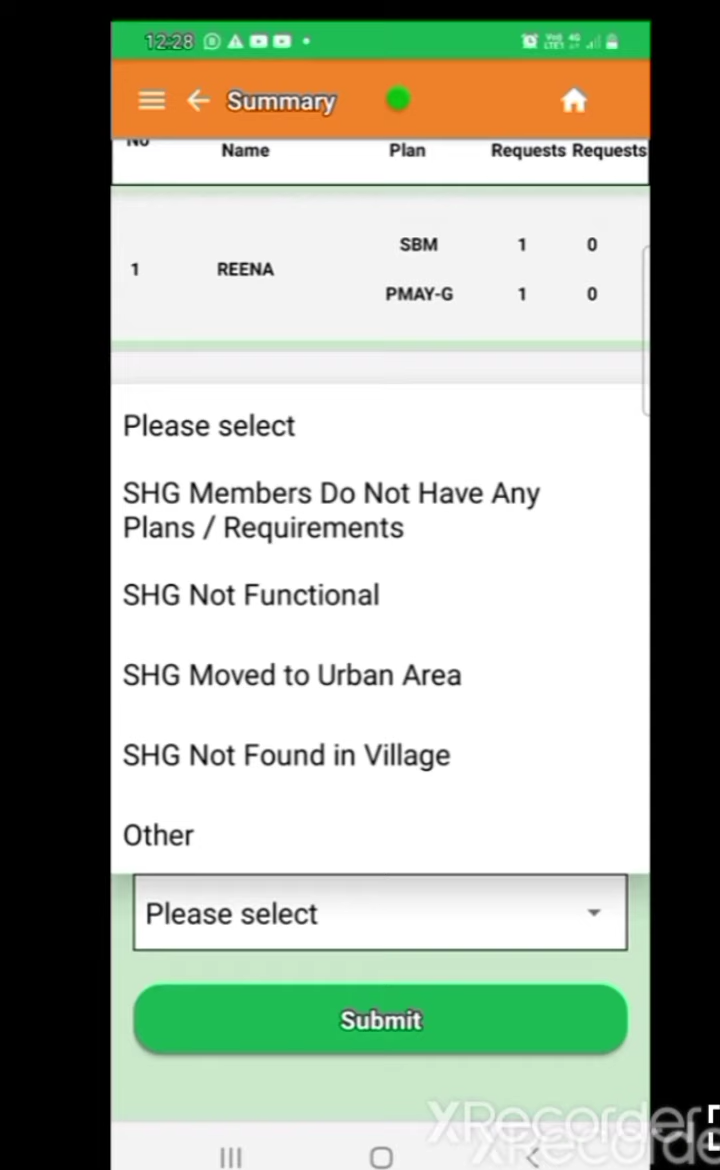 12:28
Summary
No Name Plan Requests Requests
SBM 1 0
1 REENA
PMAY-G 1 0
Please select
SHG Members Do Not Have Any
Plans / Requirements
SHG Not Functional
SHG Moved to Urban Area
SHG Not Found in Village
Other
Please select
Submit
XRecorder
XRecorde